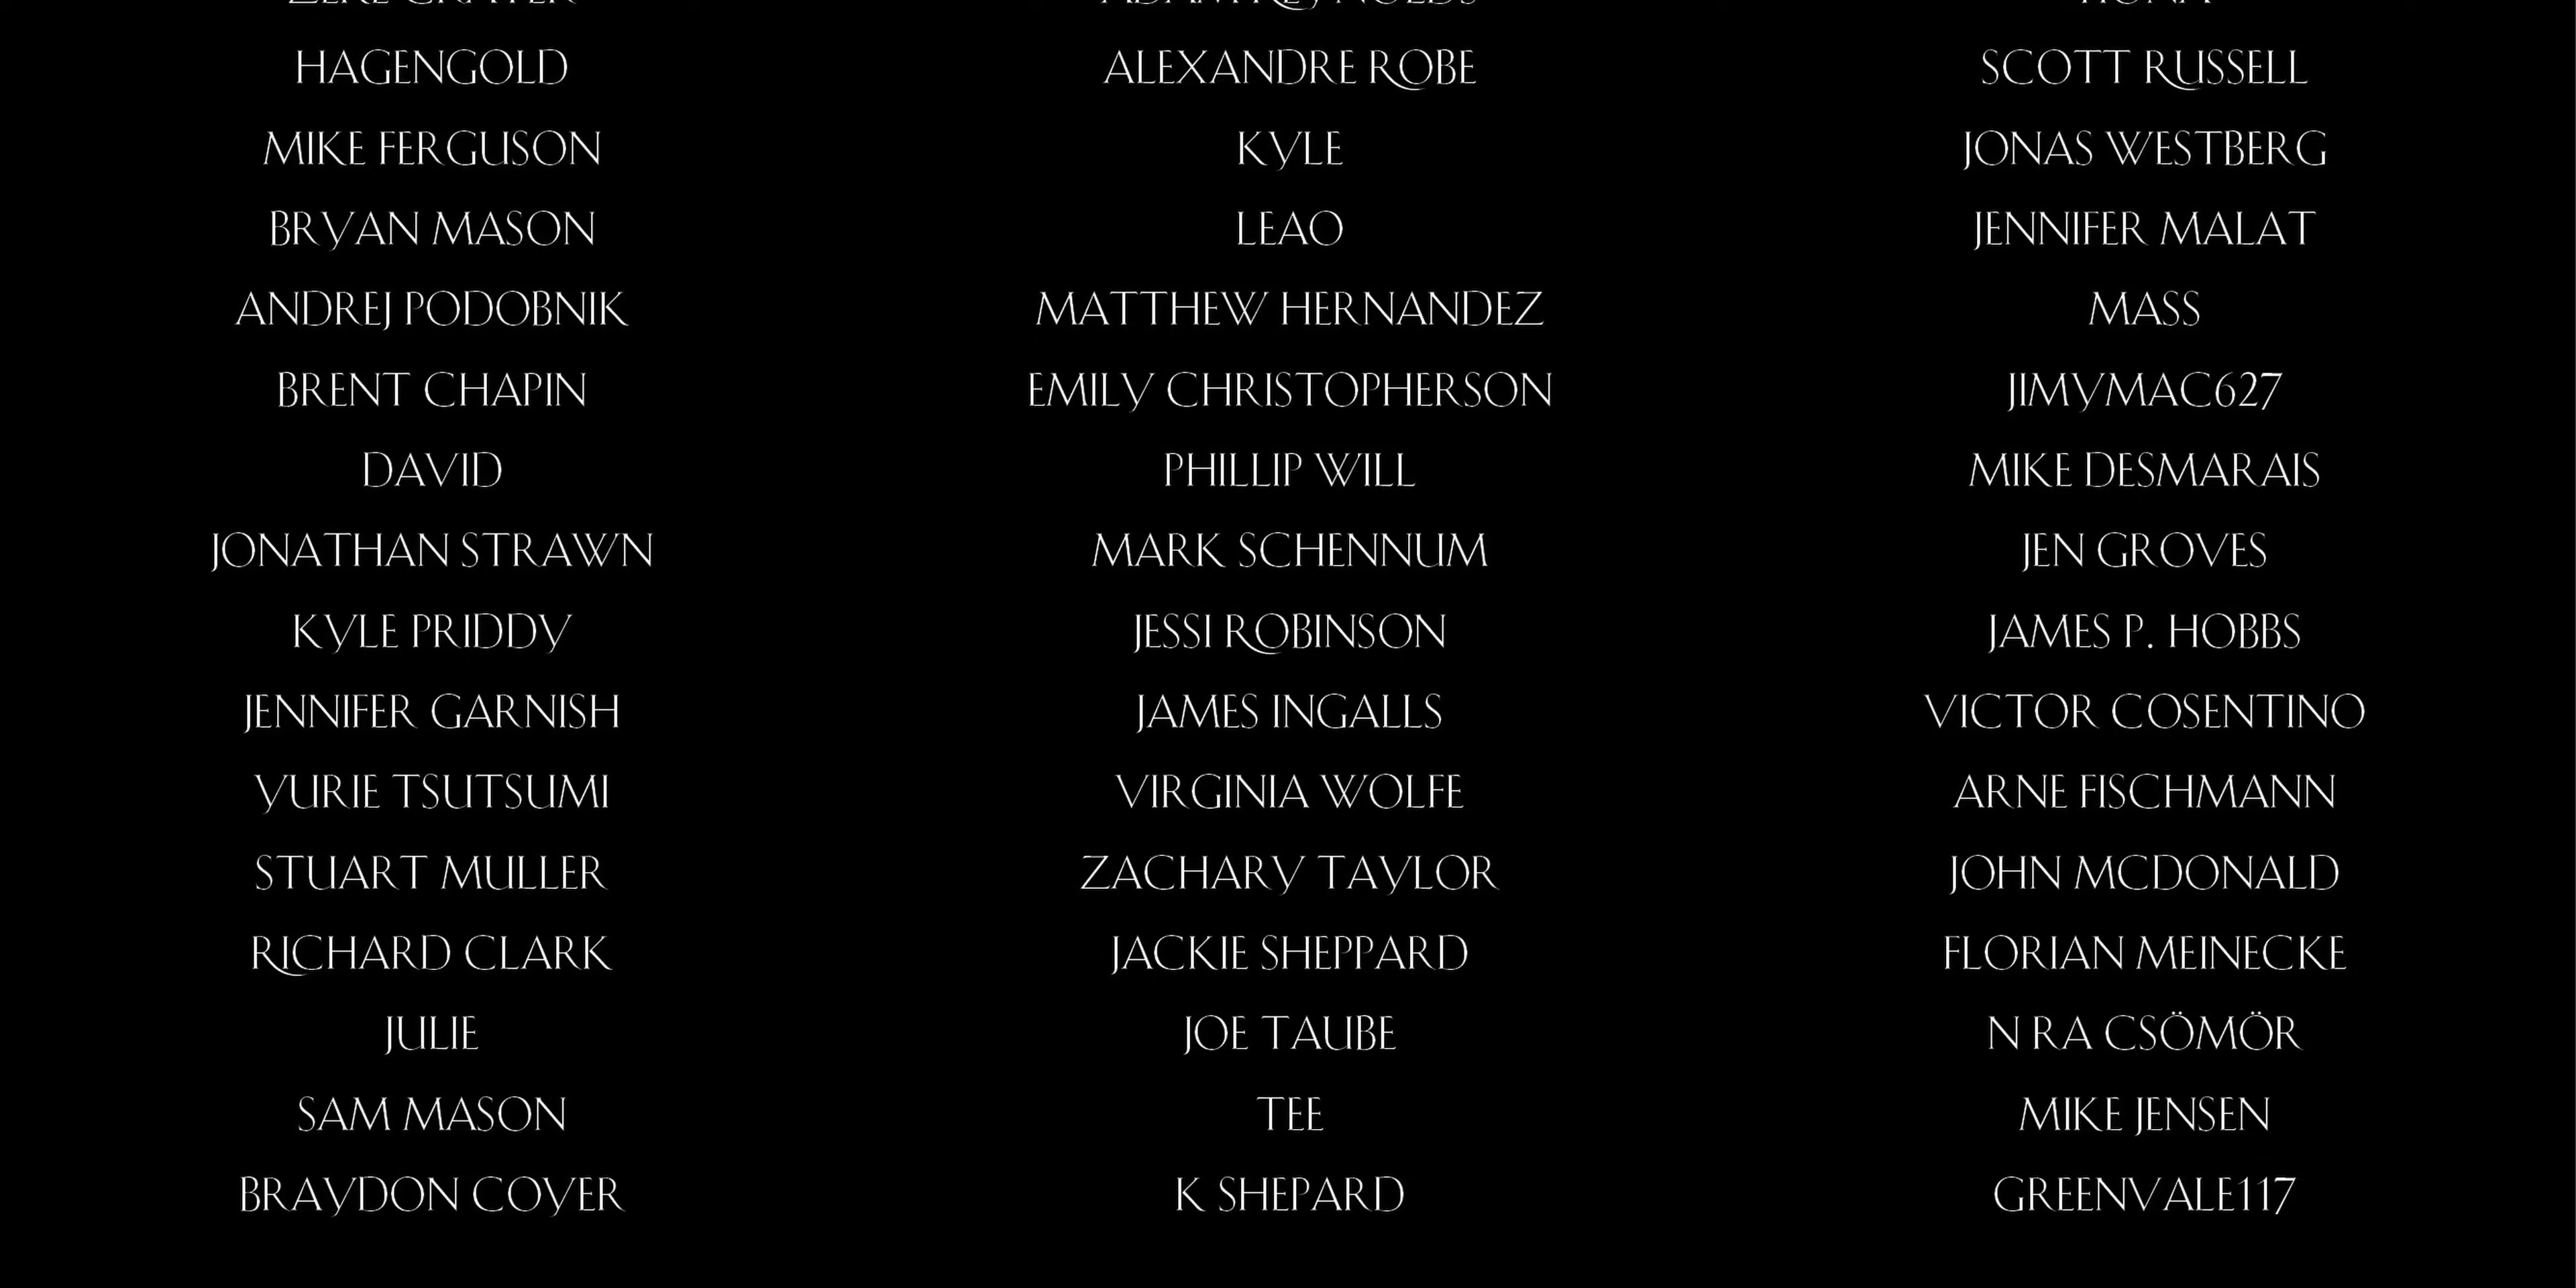 HAGENGOLD
MIKE FERGUSON
BRYAN MASON
ANDREJ PODOBNIK
BRENT CHAPIN
DAVID
JONATHAN STRAWN
KYLE PRIDDY
JENNIFER GARNISH
YURIE TSUTSUMI
STUART MULLER
RICHARD CLARK
JULIE
SAM MASON
BRAYDON COYER
ADAM REYNOLDS
ALEXANDRE ROBE
KYLE
LEAO
MATTHEW HERNANDEZ
EMILY CHRISTOPHERSON
PHILLIP WILL
MARK SCHENNUM
JESSI ROBINSON
JAMES INGALLS
VIRGINIA WOLFE
ZACHARY TAYLOR
JACKIE SHEPPARD
JOE TAUBE
TEE
K SHEPARD
SCOTT RUSSELL
JONAS WESTBERG
JENNIFER MALAT
MASS
JIMYMAC627
MIKE DESMARAIS
JEN GROVES
JAMES P. HOBBS
VICTOR COSENTINO
ARNE FISCHMANN
JOHN MCDONALD
FLORIAN MEINECKE
N RA CSÖMÖR
MIKE JENSEN
GREENVALE117